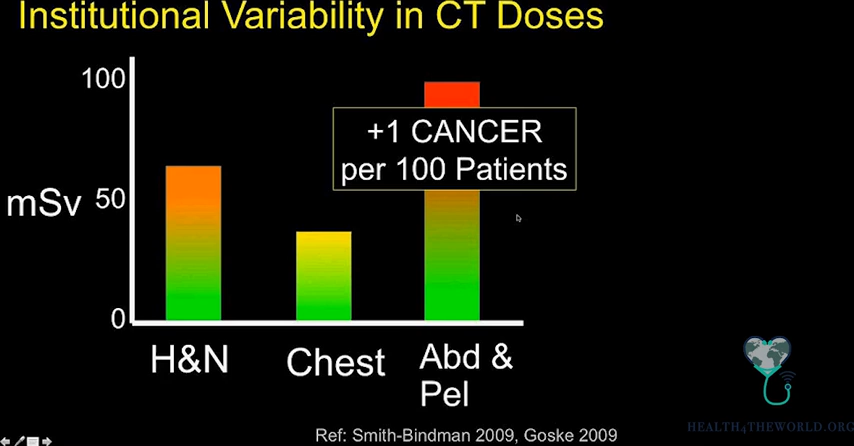 Institutional Variability in CT Doses
100
+1 CANCER
per 100 Patients
mSv
50
0
H&N
Chest
Abd &
Pel
HEALTH4THEWORLD.ORG
Ref: Smith-Bindman 2009, Goske 2009